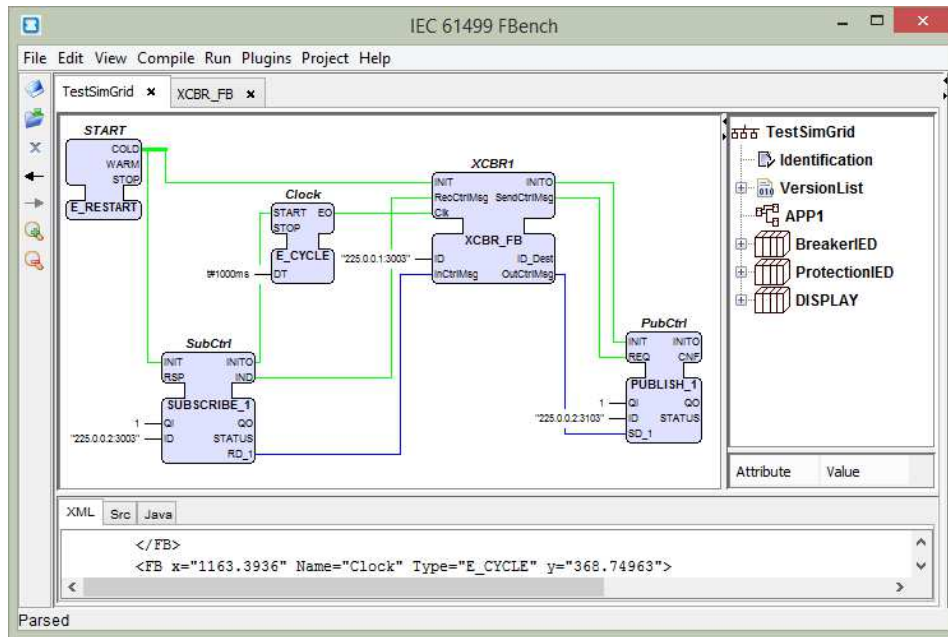 IEC 61499 FBench
File Edit View Compile Run Plugins Project Help
TestSimGrid x
XCBR_FB x
START
COLD
WARM
STOP
E_RESTART
Clock
START EO
STOP
E_CYCLE
t#1000ms DT
XCBR1
INIT INITO
RecCtrlMsg SendCtrlMsg
Clk
XCBR_FB
"225.0.0.1:3003" ID ID_Dest
InCtrlMsg OutCtrlMsg
SubCtrl
INIT INITO
RSP IND
SUBSCRIBE_1
1 QI QO
"225.0.0.2:3003" ID STATUS
RD_1
PubCtrl
INIT INITO
REQ CNF
PUBLISH_1
1 QI QO
"225.0.0.2:3103" ID STATUS
SD_1
TestSimGrid
Identification
010 VersionList
APP1
BreakerIED
ProtectionIED
DISPLAY
Attribute Value
XML Src Java
</FB>
<FB x="1163.3936" Name="Clock" Type="E_CYCLE" y="368.74963">
Parsed